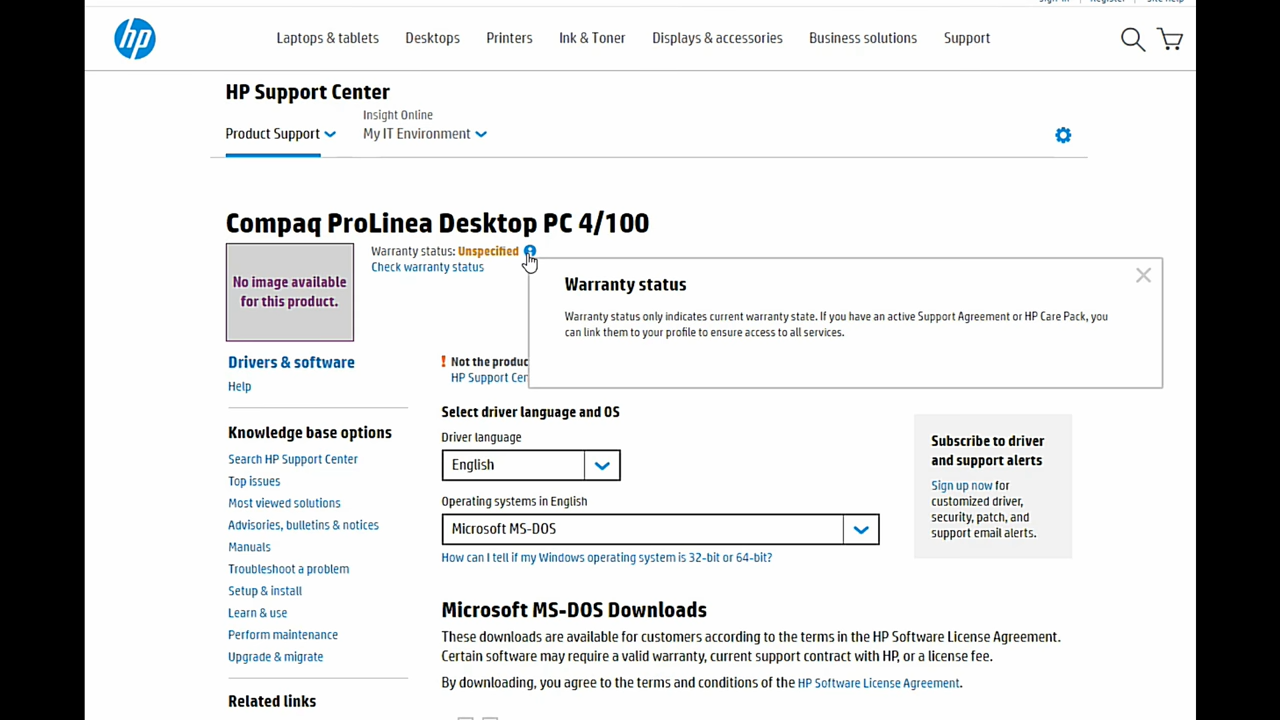 Sign in | Register | Site help
hp
Laptops & tablets Desktops Printers Ink & Toner Displays & accessories Business solutions Support
HP Support Center
Insight Online
Product Support My IT Environment
Compaq ProLinea Desktop PC 4/100
No image available
for this product.
Warranty status: Unspecified
Check warranty status
Warranty status
Warranty status only indicates current warranty state. If you have an active Support Agreement or HP Care Pack, you
can link them to your profile to ensure access to all services.
Drivers & software
Help
Knowledge base options
Search HP Support Center
Top issues
Most viewed solutions
Advisories, bulletins & notices
Manuals
Troubleshoot a problem
Setup & install
Learn & use
Perform maintenance
Upgrade & migrate
Related links
! Not the produc
HP Support Cen
Select driver language and OS
Driver language
English
Operating systems in English
Microsoft MS-DOS
How can I tell if my Windows operating system is 32-bit or 64-bit?
Microsoft MS-DOS Downloads
These downloads are available for customers according to the terms in the HP Software License Agreement.
Certain software may require a valid warranty, current support contract with HP, or a license fee.
By downloading, you agree to the terms and conditions of the HP Software License Agreement.
Subscribe to driver
and support alerts
Sign up now for
customized driver,
security, patch, and
support email alerts.